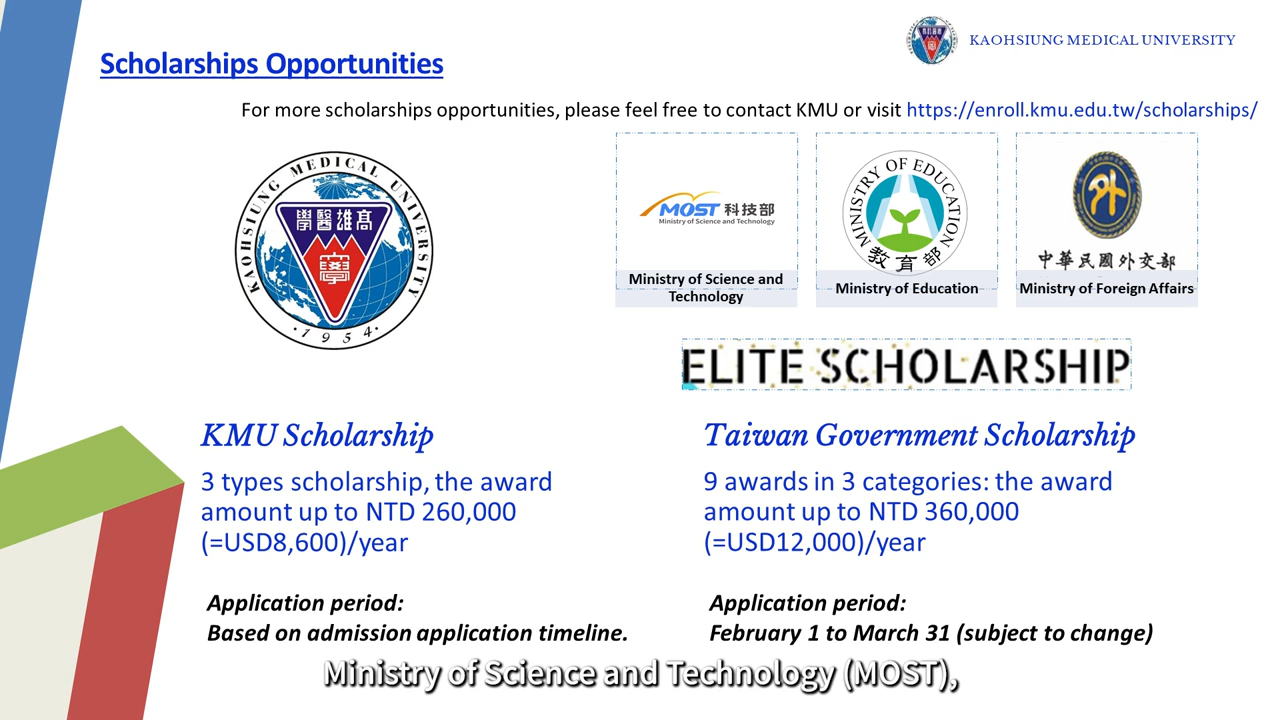 KAOHSIUNG MEDICAL UNIVERSITY
Scholarships Opportunities
For more scholarships opportunities, please feel free to contact KMU or visit https://enroll.kmu.edu.tw/scholarships/
KAOHSIUNG MEDICAL UNIVERSITY
學醫雄高
學
·1954·
MOST 科技部
Ministry of Science and Technology
Ministry of Science and
Technology
MINISTRY OF EDUCATION
教育部
Ministry of Education
外
中華民國外交部
Ministry of Foreign Affairs
ELITE SCHOLARSHIP
KMU Scholarship
3 types scholarship, the award
amount up to NTD 260,000
(=USD8,600)/year
Application period:
Based on admission application timeline.
Taiwan Government Scholarship
9 awards in 3 categories: the award
amount up to NTD 360,000
(=USD12,000)/year
Application period:
February 1 to March 31 (subject to change)
Ministry of Science and Technology (MOST),